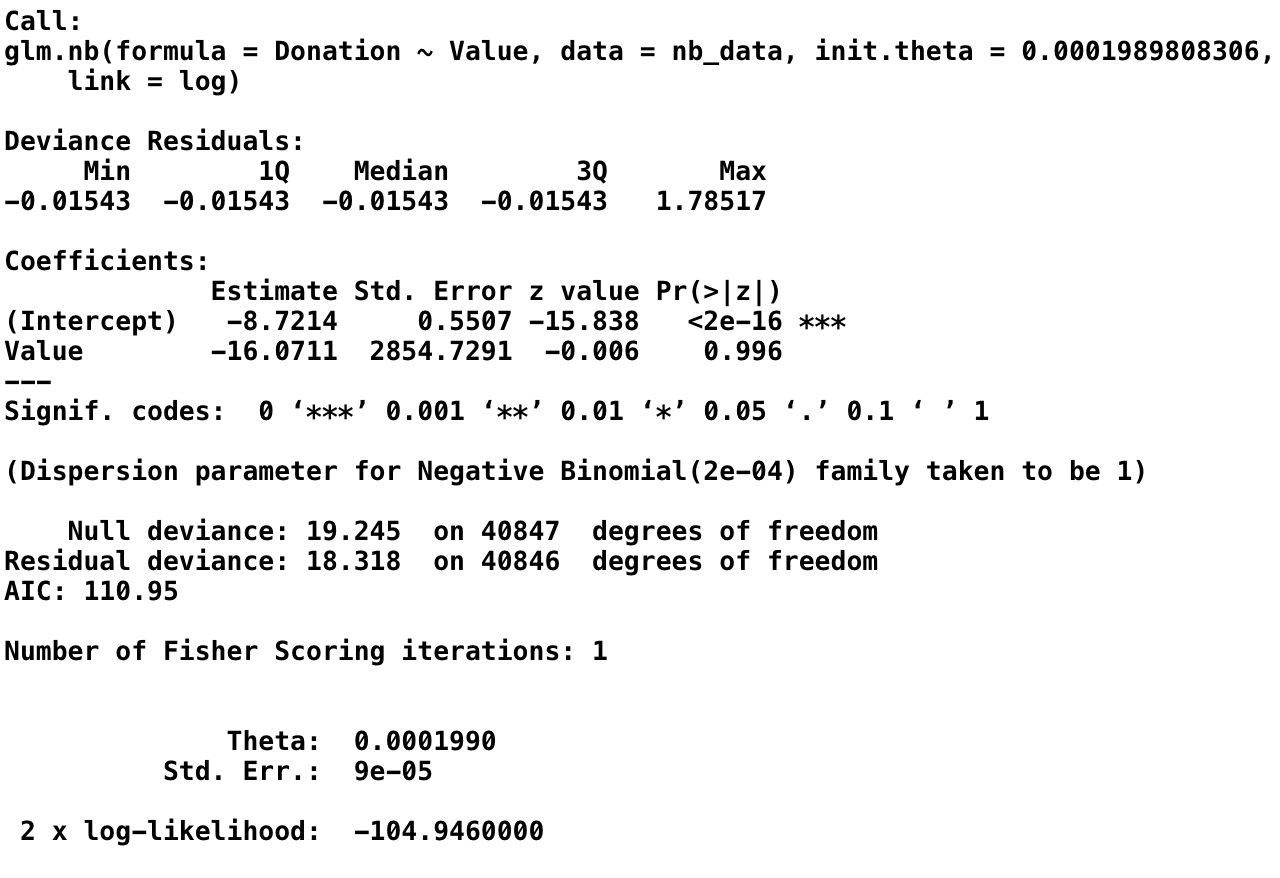 Call:
glm.nb(formula = Donation ~ Value, data = nb_data, init.theta = 0.0001989808306,
    link = log)

Deviance Residuals:
     Min        1Q    Median        3Q       Max
−0.01543  −0.01543  −0.01543  −0.01543   1.78517

Coefficients:
             Estimate Std. Error z value Pr(>|z|)
(Intercept)   −8.7214     0.5507 −15.838   <2e−16 ***
Value        −16.0711  2854.7291  −0.006    0.996
−−−
Signif. codes:  0 ‘***’ 0.001 ‘**’ 0.01 ‘*’ 0.05 ‘.’ 0.1 ‘ ’ 1

(Dispersion parameter for Negative Binomial(2e−04) family taken to be 1)

    Null deviance: 19.245  on 40847  degrees of freedom
Residual deviance: 18.318  on 40846  degrees of freedom
AIC: 110.95

Number of Fisher Scoring iterations: 1


              Theta:  0.0001990
          Std. Err.:  9e−05

 2 x log−likelihood:  −104.9460000